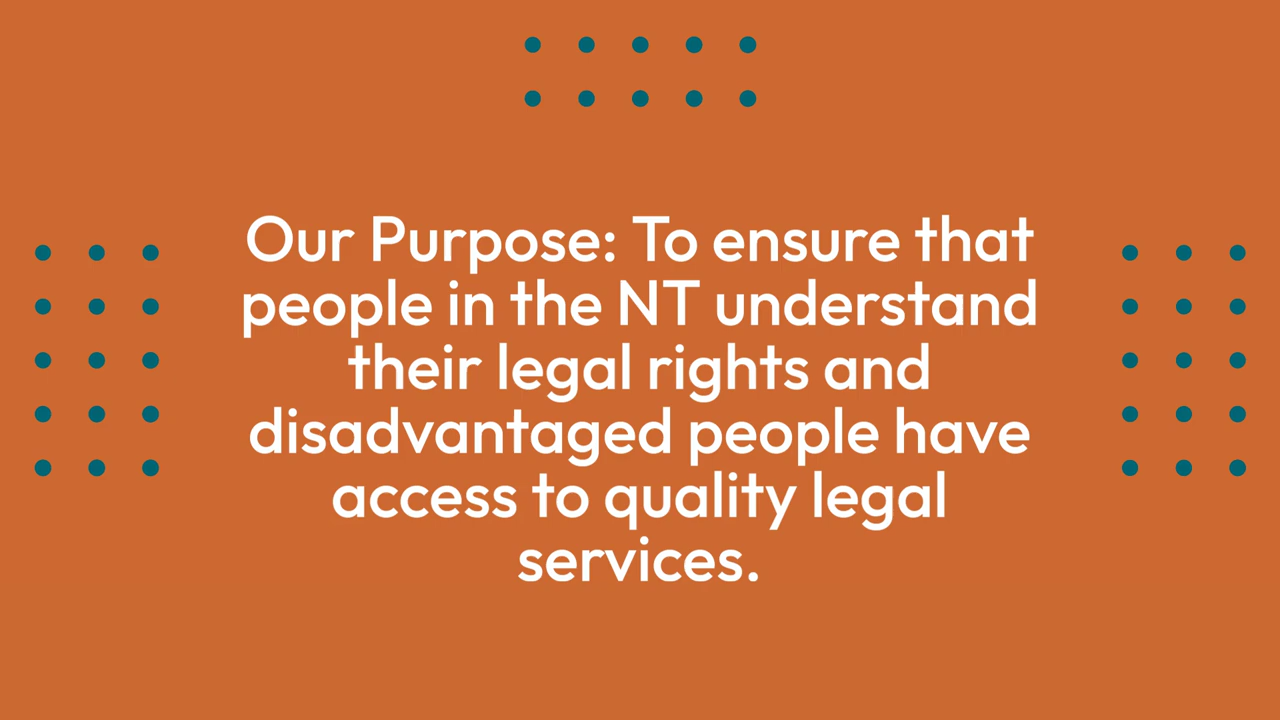 Our Purpose: To ensure that
people in the NT understand
their legal rights and
disadvantaged people have
access to quality legal
services.